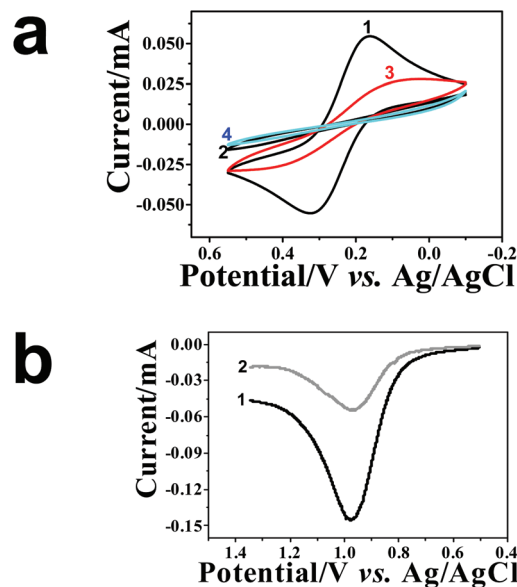 a
Current/mA
0.050
0.025
0.000
-0.025
-0.050
1
3
4
2
0.6 0.4 0.2 0.0 -0.2
Potential/V vs. Ag/AgCl
b
Current/mA
0.00
-0.03
-0.06
-0.09
-0.12
-0.15
2
1
1.4 1.2 1.0 0.8 0.6 0.4
Potential/V vs. Ag/AgCl